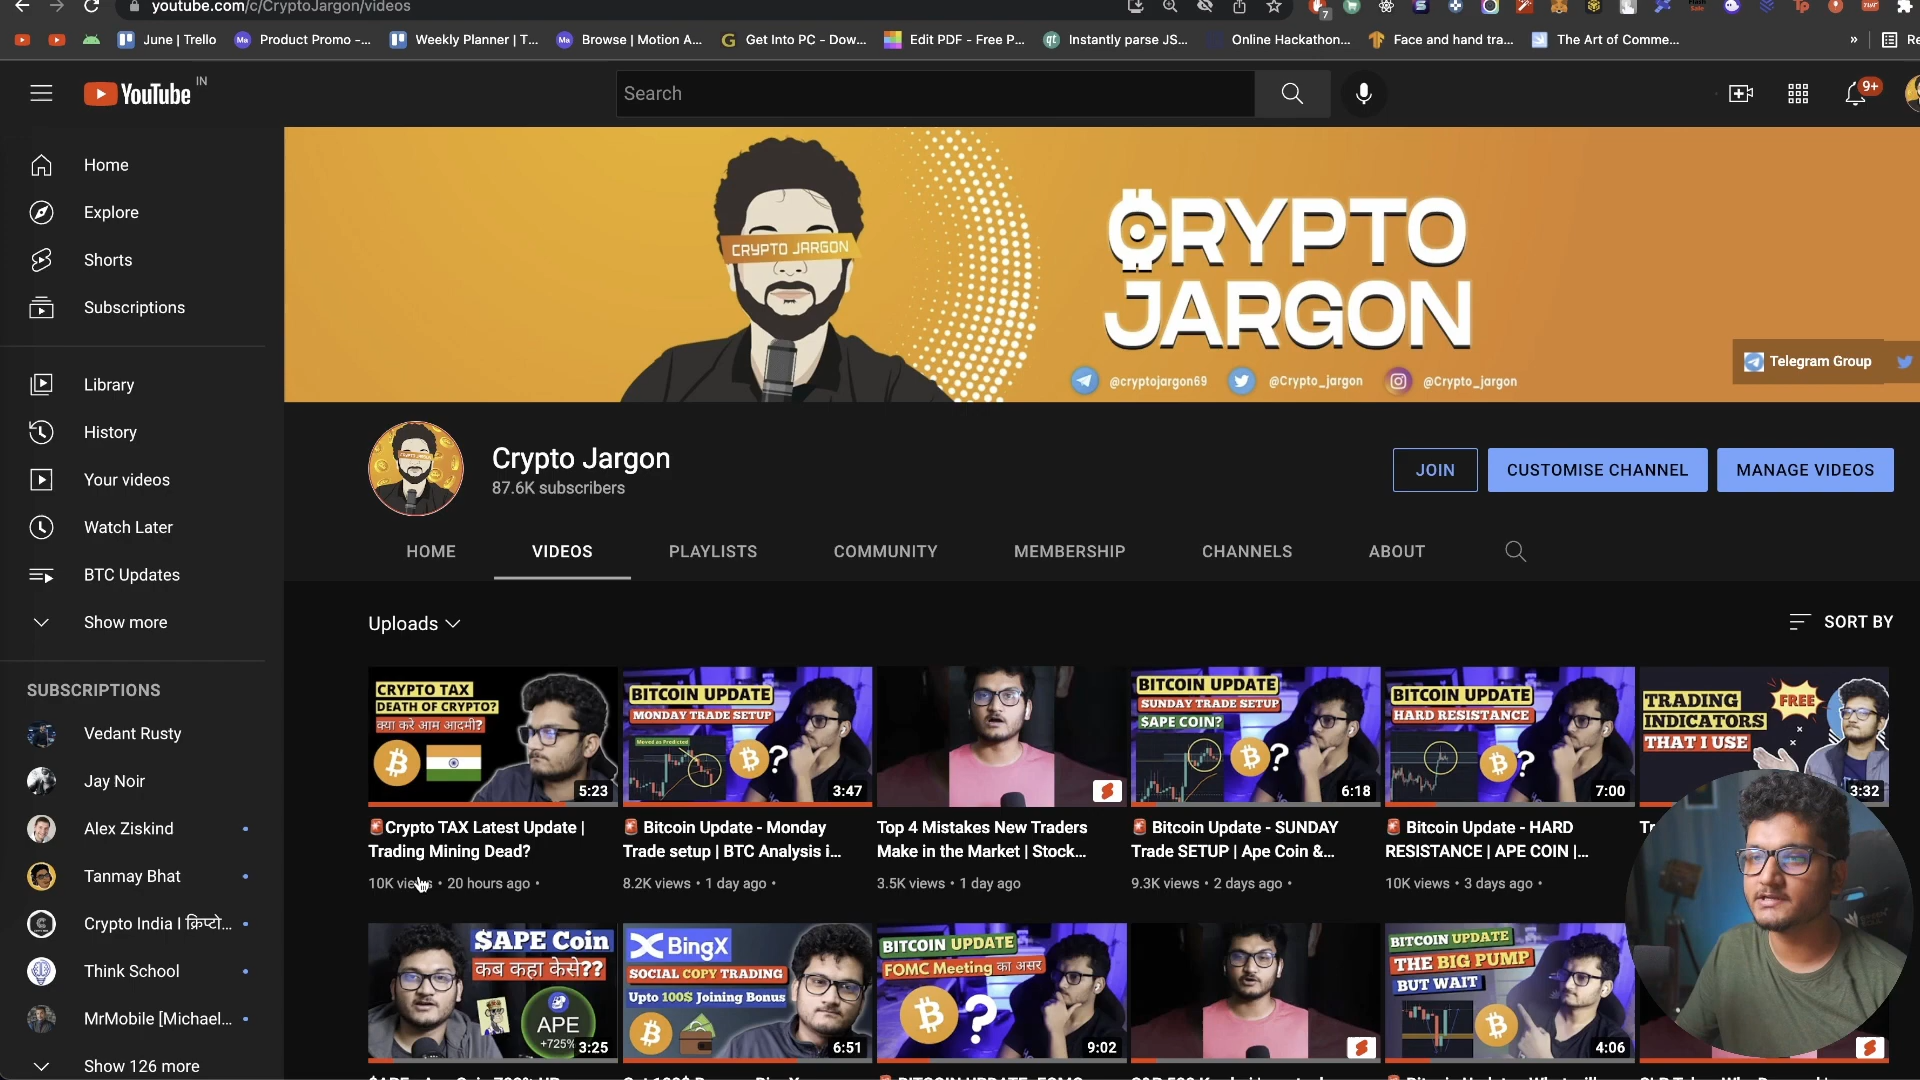 youtube.com/c/CryptoJargon/videos
7
June | Trello
Product Promo -...
Weekly Planner | T...
Browse | Motion A...
Get Into PC - Dow...
Edit PDF - Free P...
Instantly parse JS...
Online Hackathon...
Face and hand tra...
The Art of Comme...
»
YouTube IN
Search
9+
Home
Explore
Shorts
Subscriptions
Library
History
Your videos
Watch Later
BTC Updates
Show more
SUBSCRIPTIONS
Vedant Rusty
Jay Noir
Alex Ziskind
Tanmay Bhat
Crypto India I क्रिप्टो...
Think School
MrMobile [Michael...
Show 126 more
CRYPTO JARGON
CRYPTO
JARGON
@cryptojargon69
@Crypto_jargon
@Crypto_jargon
Telegram Group
Crypto Jargon
87.6K subscribers
JOIN
CUSTOMISE CHANNEL
MANAGE VIDEOS
HOME
VIDEOS
PLAYLISTS
COMMUNITY
MEMBERSHIP
CHANNELS
ABOUT
Uploads
SORT BY
CRYPTO TAX
DEATH OF CRYPTO?
क्या करे आम आदमी?
5:23
🚨Crypto TAX Latest Update |
Trading Mining Dead?
10K views • 20 hours ago •
BITCOIN UPDATE
MONDAY TRADE SETUP
Moved as Predicted
?
3:47
🚨 Bitcoin Update - Monday
Trade setup | BTC Analysis i...
8.2K views • 1 day ago •
Top 4 Mistakes New Traders
Make in the Market | Stock...
3.5K views • 1 day ago
BITCOIN UPDATE
SUNDAY TRADE SETUP
$APE COIN?
?
6:18
🚨 Bitcoin Update - SUNDAY
Trade SETUP | Ape Coin &...
9.3K views • 2 days ago •
BITCOIN UPDATE
HARD RESISTANCE
?
7:00
🚨 Bitcoin Update - HARD
RESISTANCE | APE COIN |...
10K views • 3 days ago •
TRADING
INDICATORS
THAT I USE
FREE
3:32
$APE Coin
कब कहा केसे??
APE
+725%
3:25
BingX
SOCIAL COPY TRADING
Upto 100$ Joining Bonus
6:51
BITCOIN UPDATE
FOMC Meeting का असर
?
9:02
BITCOIN UPDATE
THE BIG PUMP
BUT WAIT
4:06